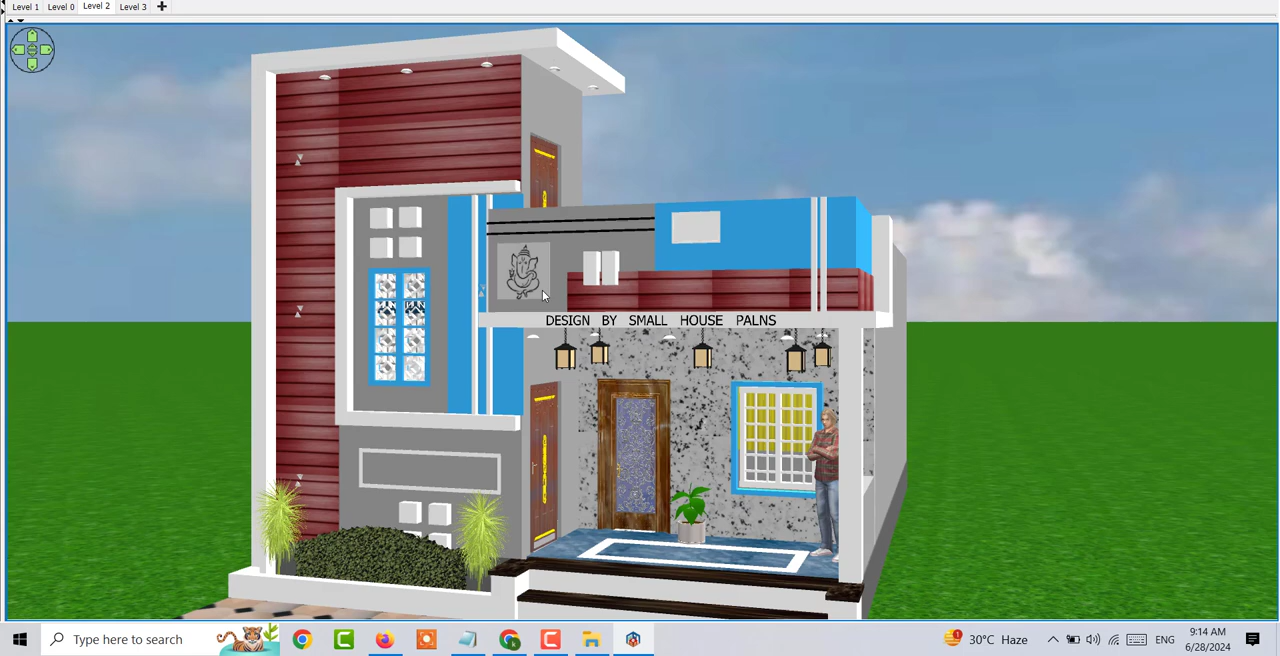 Level 1 Level 0 Level 2 Level 3
DESIGN BY SMALL HOUSE PALNS
Type here to search
1
30°C Haze
ENG
9:14 AM
6/28/2024